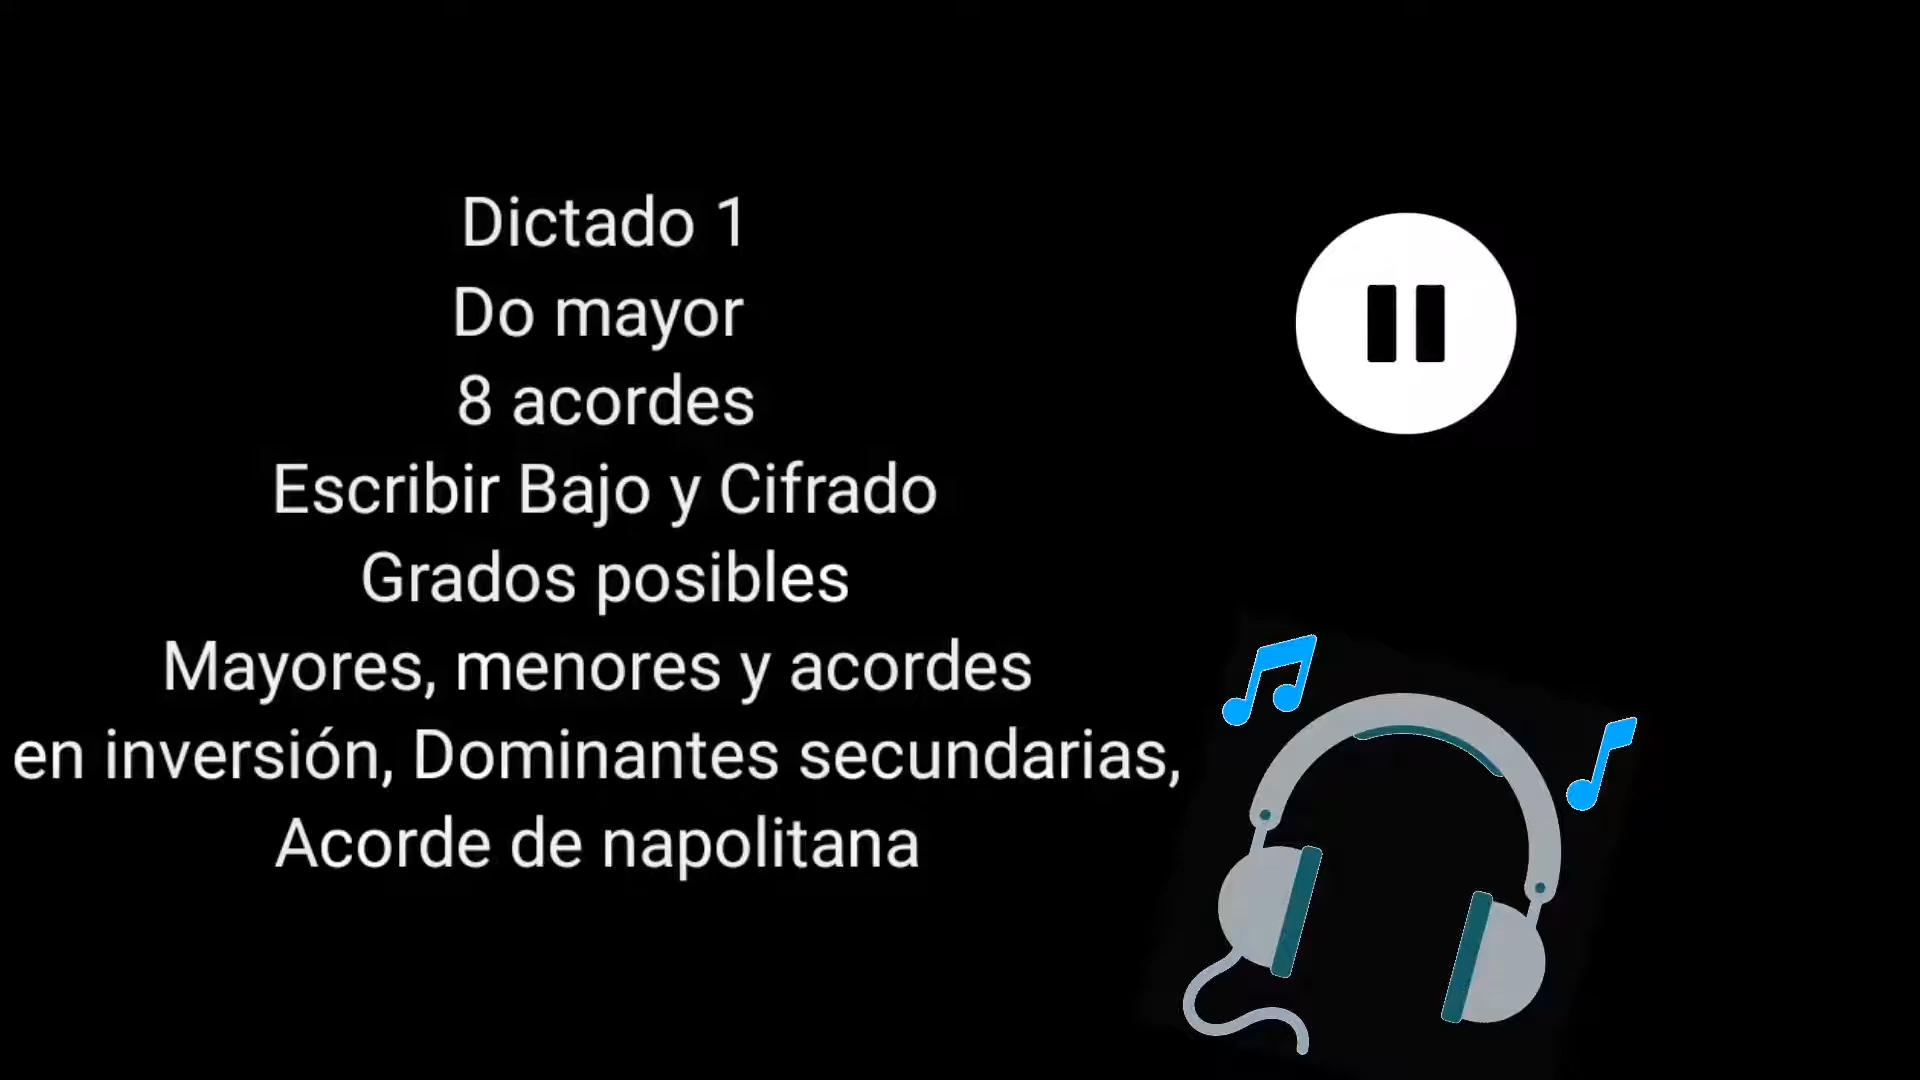 Dictado 1
Do mayor
8 acordes
Escribir Bajo y Cifrado
Grados posibles
Mayores, menores y acordes
en inversión, Dominantes secundarias,
Acorde de napolitana